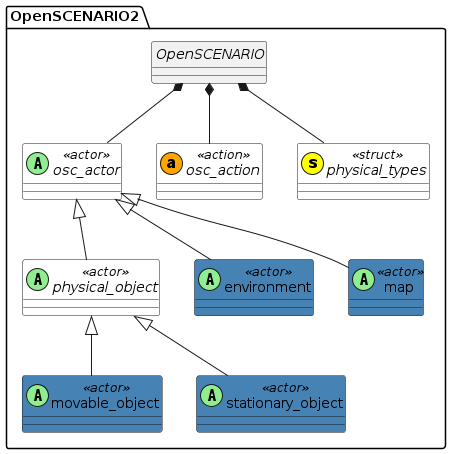 OpenSCENARIO2
OpenSCENARIO
A «actor» osc_actor
a «action» osc_action
s «struct» physical_types
A «actor» physical_object
A «actor» environment
A «actor» map
A «actor» movable_object
A «actor» stationary_object